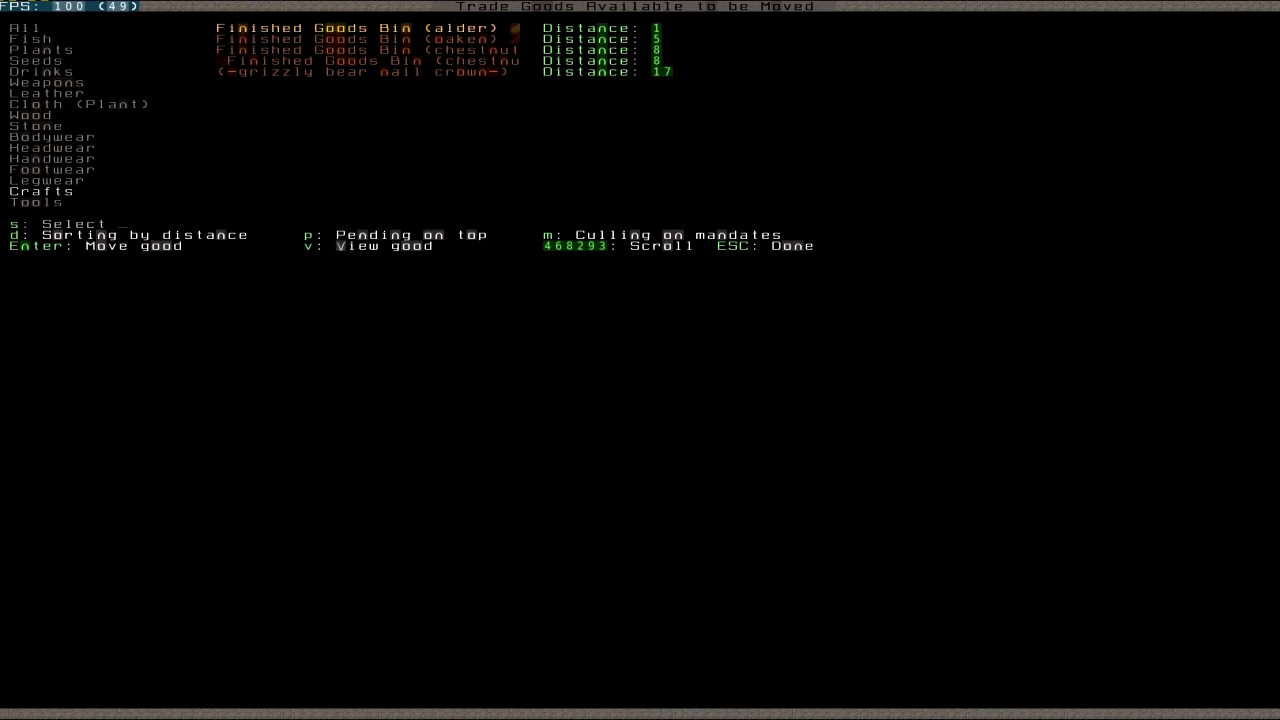 FPS: 100 (49)
Trade Goods Available to be Moved
All Finished Goods Bin (alder) Distance: 1
Fish Finished Goods Bin (oaken) Distance: 5
Plants Finished Goods Bin (chestnut Distance: 8
Seeds Finished Goods Bin (chestnu Distance: 8
Drinks (-grizzly bear nail crown-) Distance: 17
Weapons
Leather
Cloth (Plant)
Wood
Stone
Bodywear
Headwear
Handwear
Footwear
Legwear
Crafts
Tools
s: Select _
d: Sorting by distance p: Pending on top m: Culling on mandates
Enter: Move good v: View good 468293: Scroll ESC: Done